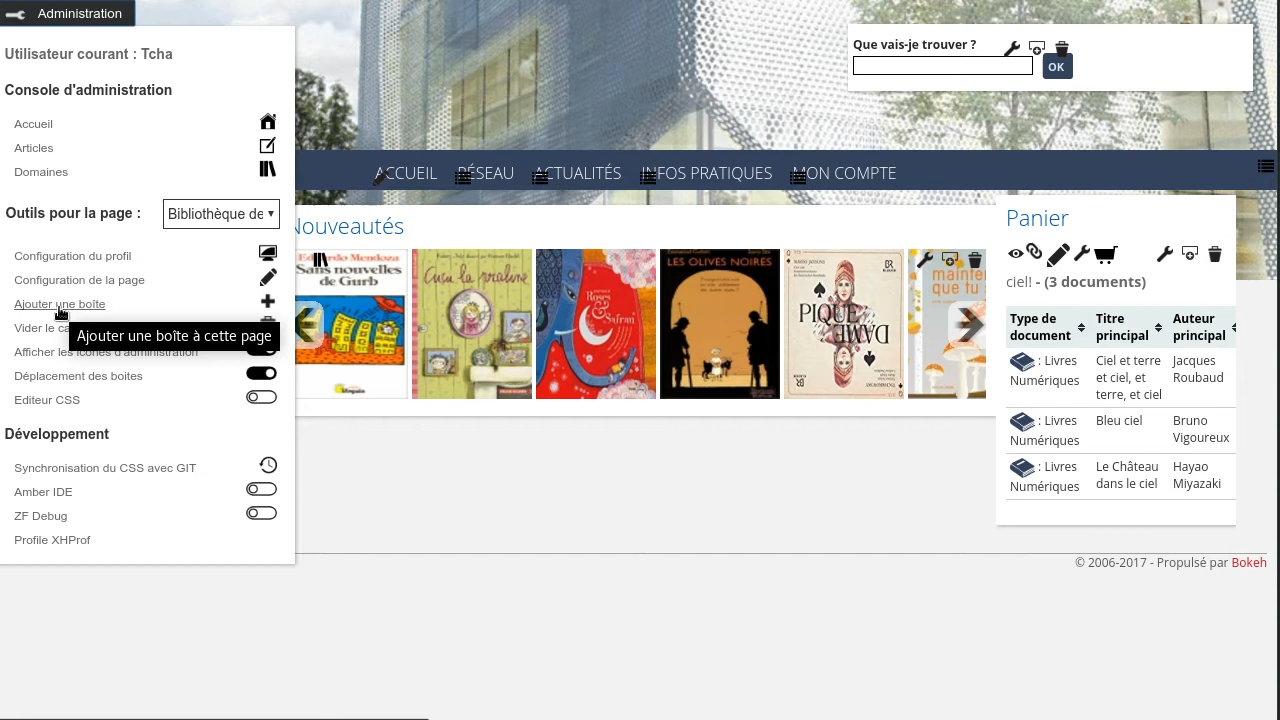 Administration
Utilisateur courant : Tcha
Console d'administration
Accueil
Articles
Domaines
Outils pour la page :
Bibliothèque de
Configuration du profil
Configuration de la page
Ajouter une boîte
Vider le ca
Ajouter une boîte à cette page
Afficher les icônes d'administration
Déplacement des boites
Editeur CSS
Développement
Synchronisation du CSS avec GIT
Amber IDE
ZF Debug
Profile XHProf
Que vais-je trouver ?
OK
ACCUEIL
RÉSEAU
ACTUALITÉS
INFOS PRATIQUES
MON COMPTE
Nouveautés
Sans nouvelles
de Gurb
LES OLIVES NOIRES
PIQUE
DAME
mainte
que tu
Panier
ciel! - (3 documents)
Type de document
Titre principal
Auteur principal
: Livres Numériques
Ciel et terre et ciel, et terre, et ciel
Jacques Roubaud
: Livres Numériques
Bleu ciel
Bruno Vigoureux
: Livres Numériques
Le Château dans le ciel
Hayao Miyazaki
© 2006-2017 - Propulsé par Bokeh